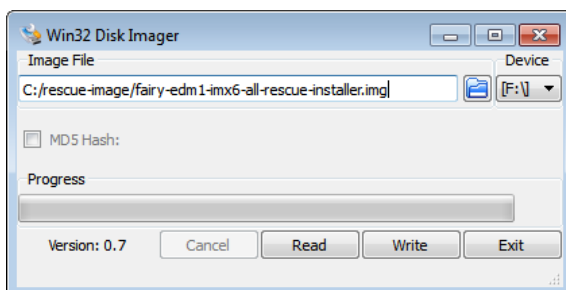 Win32 Disk Imager
Image File
Device
C:/rescue-image/fairy-edm1-imx6-all-rescue-installer.img
[F:\]
MD5 Hash:
Progress
Version: 0.7
Cancel
Read
Write
Exit